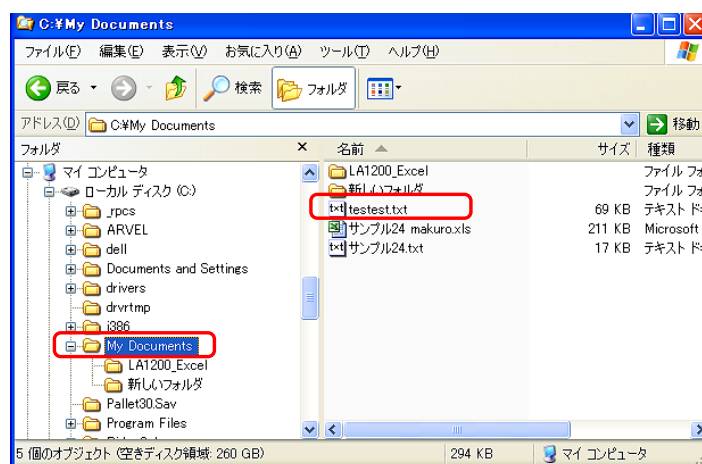 C:¥My Documents
ファイル(F) 編集(E) 表示(V) お気に入り(A) ツール(T) ヘルプ(H)
戻る 検索 フォルダ
アドレス(D) C:¥My Documents 移動
フォルダ × 名前 サイズ 種類
マイ コンピュータ LA1200_Excel ファイル フォ
ローカル ディスク (C:) 新しいフォルダ ファイル フォ
_rpcs testest.txt 69 KB テキスト ド
ARVEL サンプル24 makuro.xls 211 KB Microsoft
dell サンプル24.txt 17 KB テキスト ド
Documents and Settings
drivers
drvrtmp
i386
My Documents
LA1200_Excel
新しいフォルダ
Pallet30.Sav
Program Files
5 個のオブジェクト (空きディスク領域: 260 GB) 294 KB マイ コンピュータ